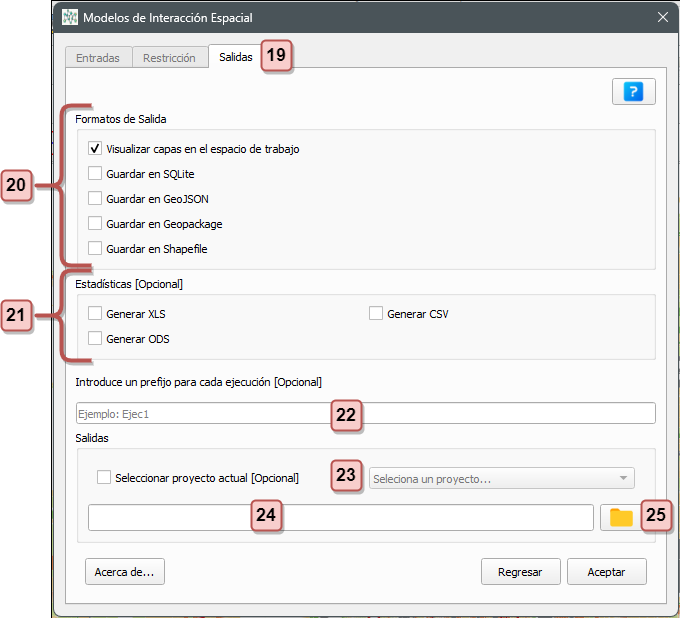 Modelos de Interacción Espacial
Entradas Restricción Salidas 19
?
Formatos de Salida
Visualizar capas en el espacio de trabajo
Guardar en SQLite
20
Guardar en GeoJSON
Guardar en Geopackage
Guardar en Shapefile
Estadísticas [Opcional]
21
Generar XLS Generar CSV
Generar ODS
Introduce un prefijo para cada ejecución [Opcional]
Ejemplo: Ejec1 22
Salidas
Seleccionar proyecto actual [Opcional] 23 Seleciona un proyecto...
24 25
Acerca de... Regresar Aceptar